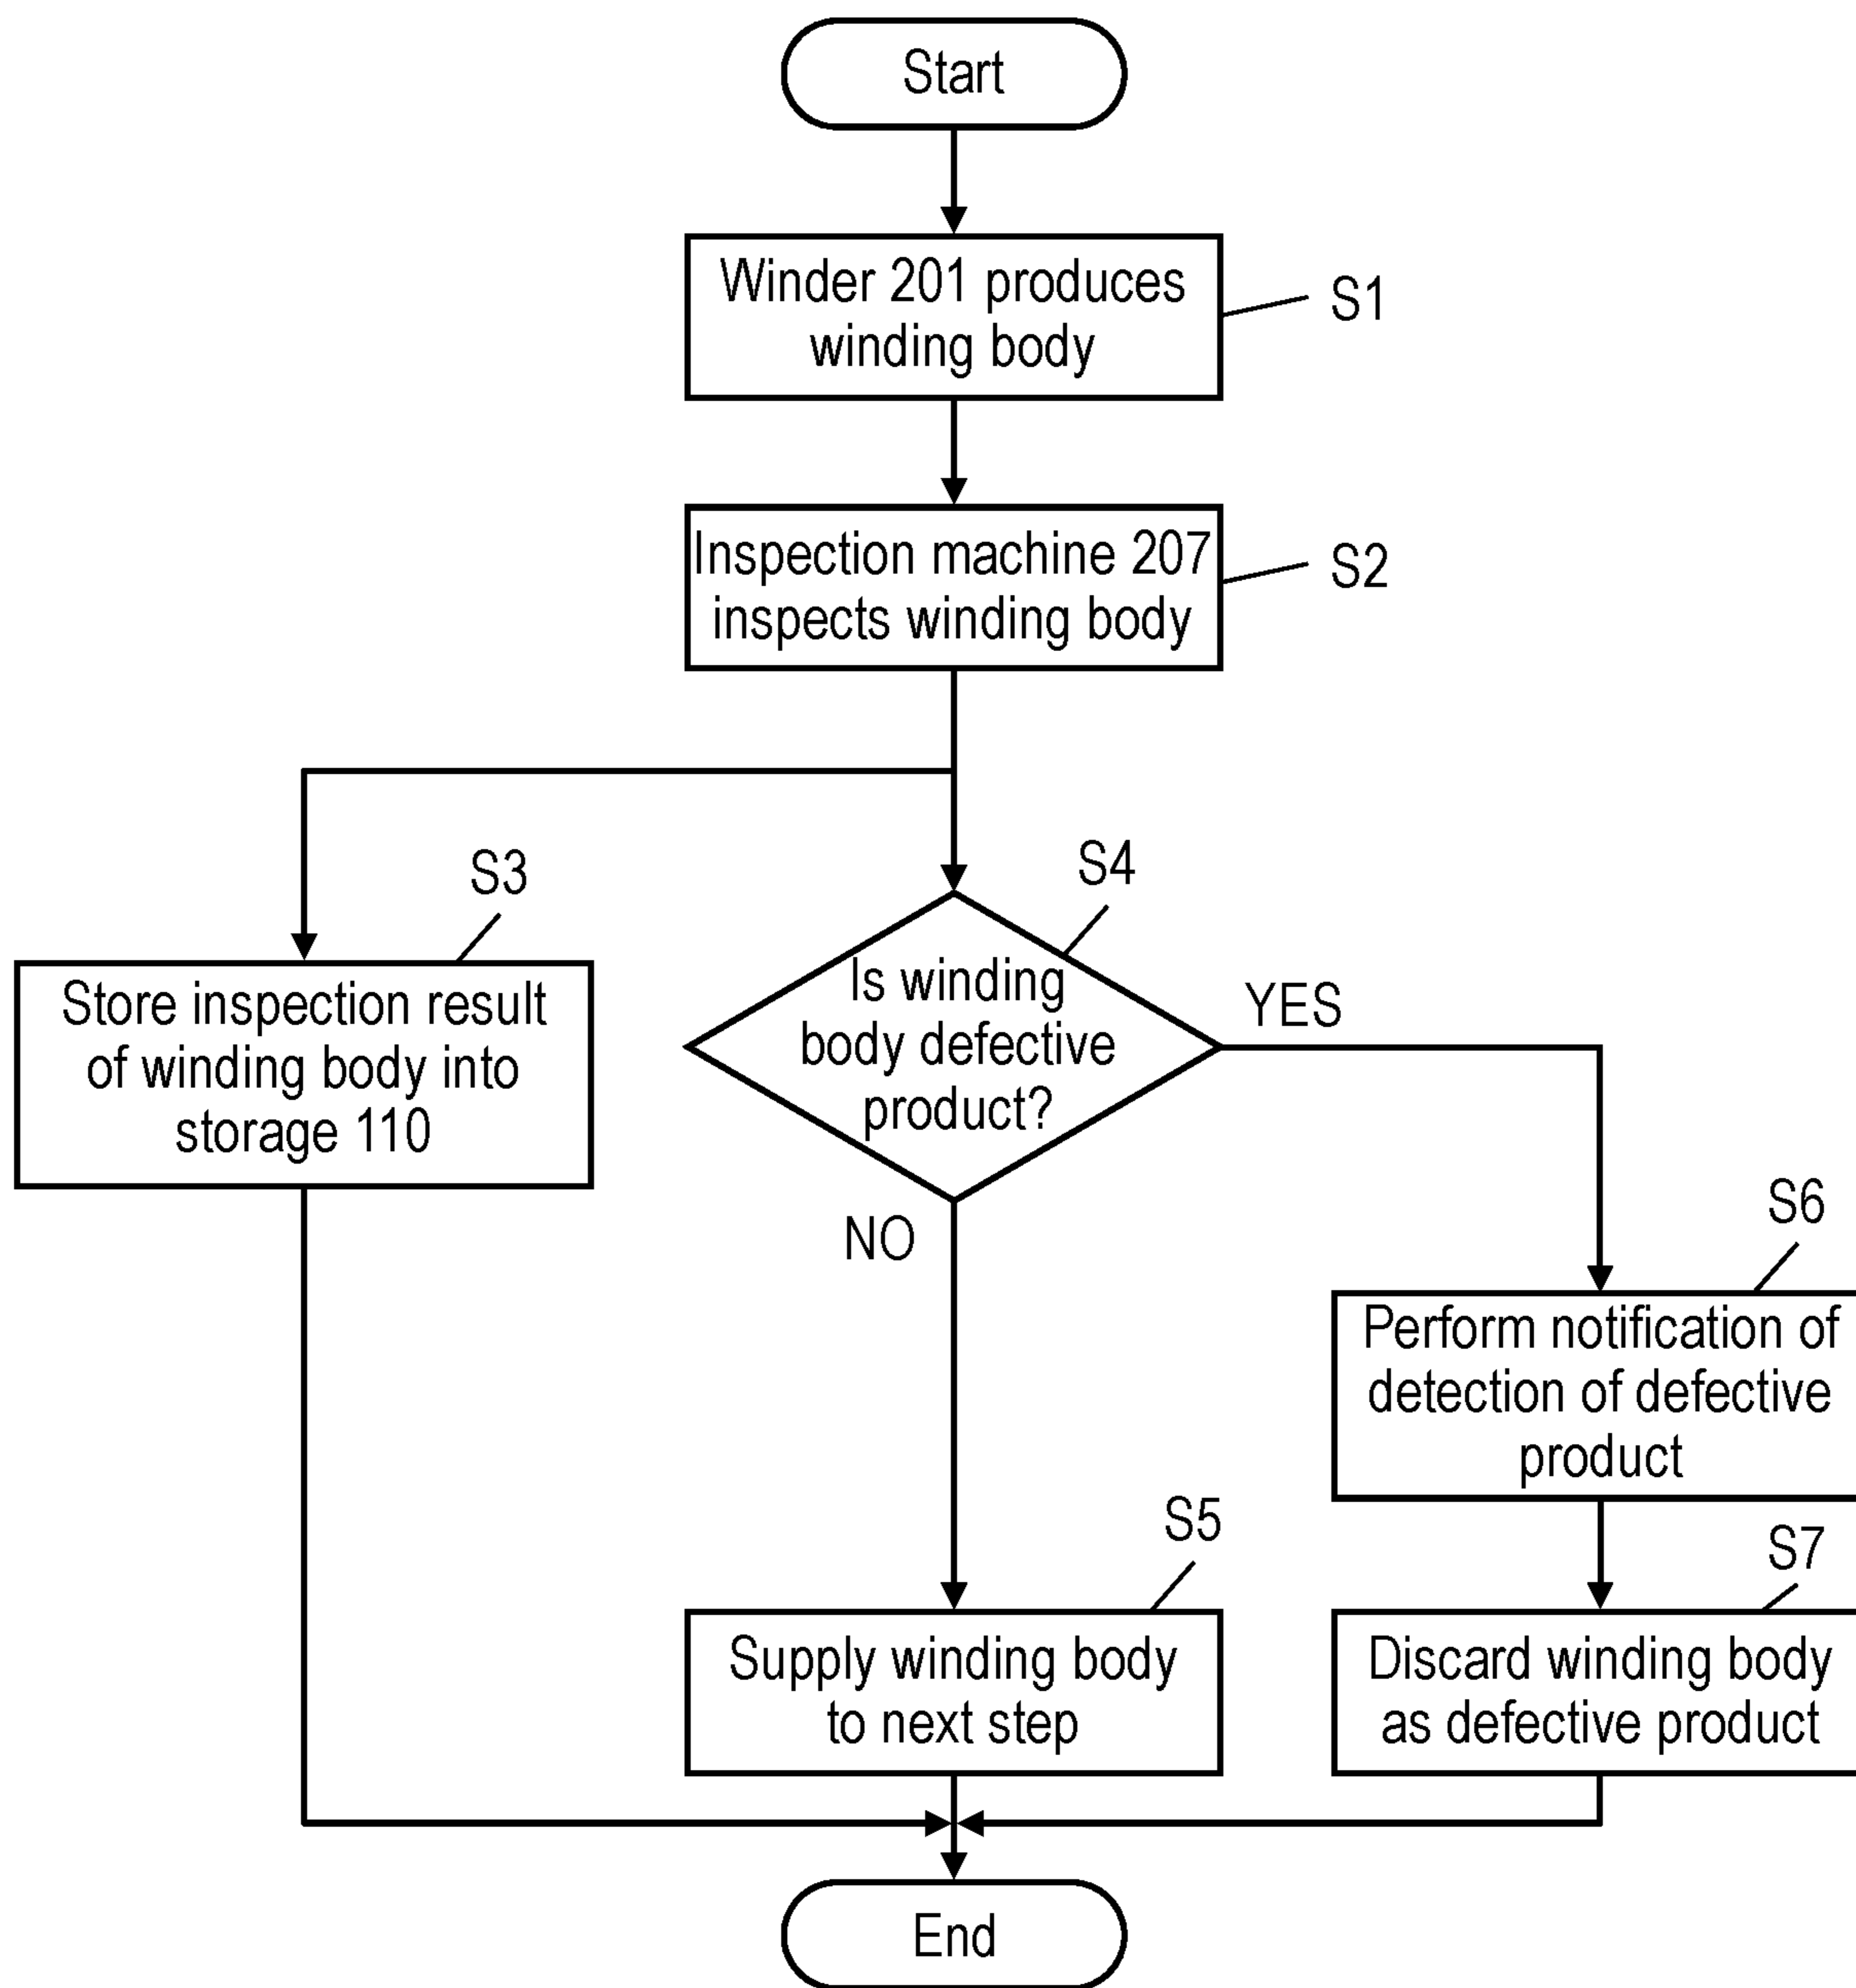 Start
Winder 201 produces
winding body
S1
Inspection machine 207
inspects winding body
S2
S3
Store inspection result
of winding body into
storage 110
S4
Is winding
body defective
product?
YES
NO
S6
Perform notification of
detection of defective
product
S5
Supply winding body
to next step
S7
Discard winding body
as defective product
End